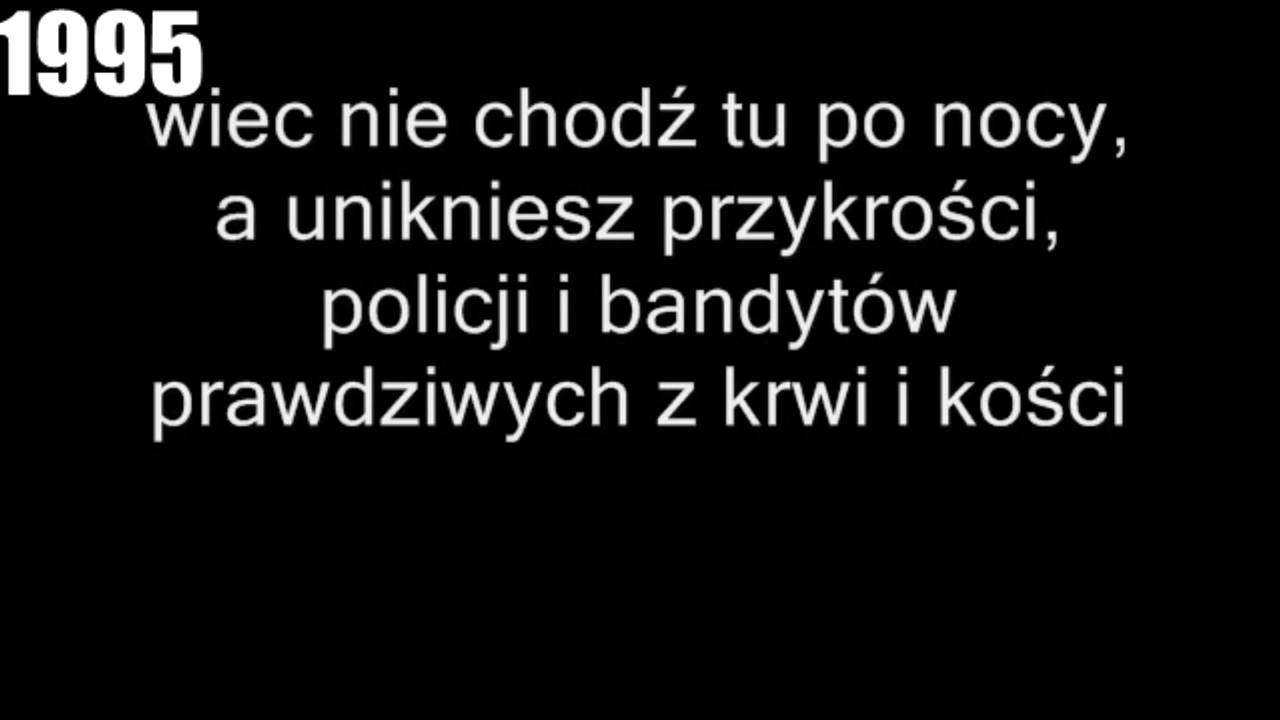 1995
wiec nie chodź tu po nocy,
a unikniesz przykrości,
policji i bandytów
prawdziwych z krwi i kości